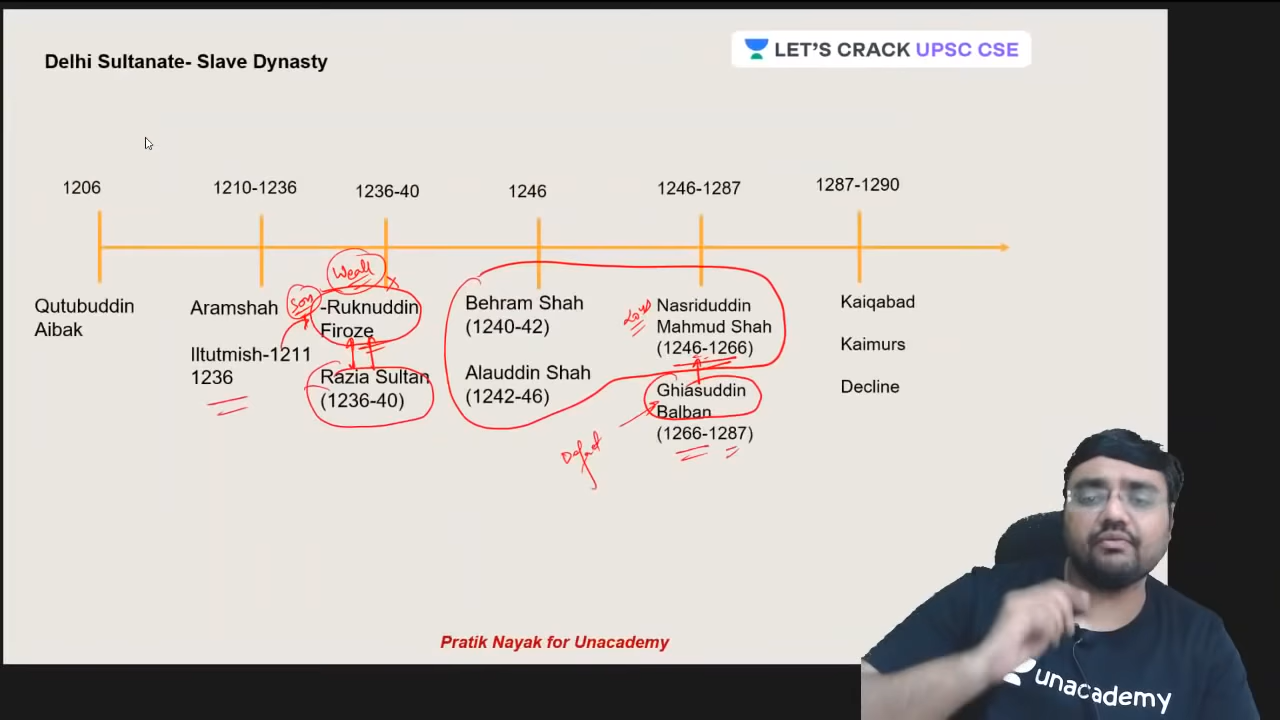 Delhi Sultanate- Slave Dynasty
LET'S CRACK UPSC CSE
1206
1210-1236
1236-40
1246
1246-1287
1287-1290
Qutubuddin
Aibak
Aramshah
Iltutmish-1211
1236
Weak
Son
-Ruknuddin
Firoze
Razia Sultan
(1236-40)
Behram Shah
(1240-42)
Alauddin Shah
(1242-46)
Nasriduddin
Mahmud Shah
(1246-1266)
Ghiasuddin
Balban
(1266-1287)
Kaiqabad
Kaimurs
Decline
Pratik Nayak for Unacademy
unacademy